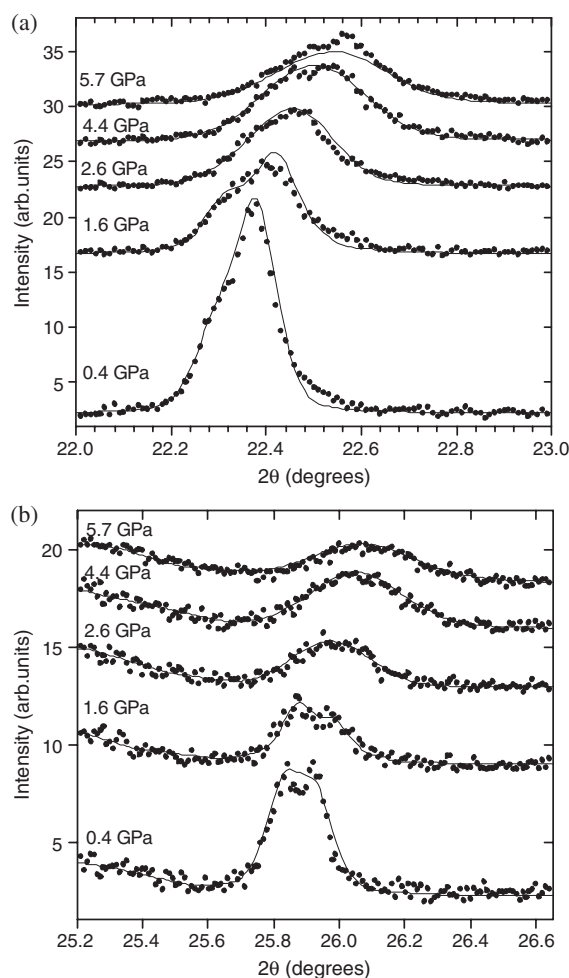 (a)
Intensity (arb.units)
35
30
25
20
15
10
5
5.7 GPa
4.4 GPa
2.6 GPa
1.6 GPa
0.4 GPa
22.0 22.2 22.4 22.6 22.8 23.0
2θ (degrees)
(b)
Intensity (arb.units)
20
15
10
5
5.7 GPa
4.4 GPa
2.6 GPa
1.6 GPa
0.4 GPa
25.2 25.4 25.6 25.8 26.0 26.2 26.4 26.6
2θ (degrees)